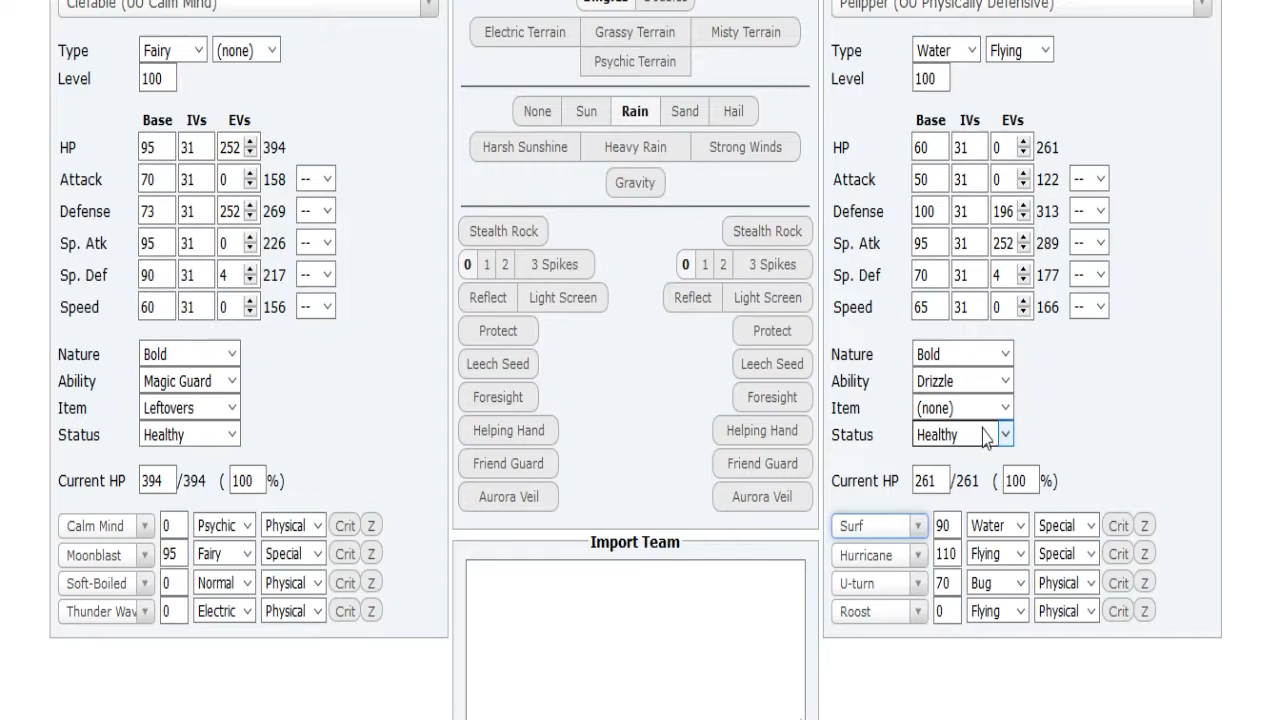 Clefable (OU Calm Mind)
Type Fairy (none)
Level 100
Base IVs EVs
HP 95 31 252 394
Attack 70 31 0 158 --
Defense 73 31 252 269 --
Sp. Atk 95 31 0 226 --
Sp. Def 90 31 4 217 --
Speed 60 31 0 156 --
Nature Bold
Ability Magic Guard
Item Leftovers
Status Healthy
Current HP 394 /394 ( 100 %)
Calm Mind 0 Psychic Physical Crit Z
Moonblast 95 Fairy Special Crit Z
Soft-Boiled 0 Normal Physical Crit Z
Thunder Wav 0 Electric Physical Crit Z
Electric Terrain Grassy Terrain Misty Terrain
Psychic Terrain
None Sun Rain Sand Hail
Harsh Sunshine Heavy Rain Strong Winds
Gravity
Stealth Rock Stealth Rock
0 1 2 3 Spikes 0 1 2 3 Spikes
Reflect Light Screen Reflect Light Screen
Protect Protect
Leech Seed Leech Seed
Foresight Foresight
Helping Hand Helping Hand
Friend Guard Friend Guard
Aurora Veil Aurora Veil
Import Team
Pelipper (OU Physically Defensive)
Type Water Flying
Level 100
Base IVs EVs
HP 60 31 0 261
Attack 50 31 0 122 --
Defense 100 31 196 313 --
Sp. Atk 95 31 252 289 --
Sp. Def 70 31 4 177 --
Speed 65 31 0 166 --
Nature Bold
Ability Drizzle
Item (none)
Status Healthy
Current HP 261 /261 ( 100 %)
Surf 90 Water Special Crit Z
Hurricane 110 Flying Special Crit Z
U-turn 70 Bug Physical Crit Z
Roost 0 Flying Physical Crit Z